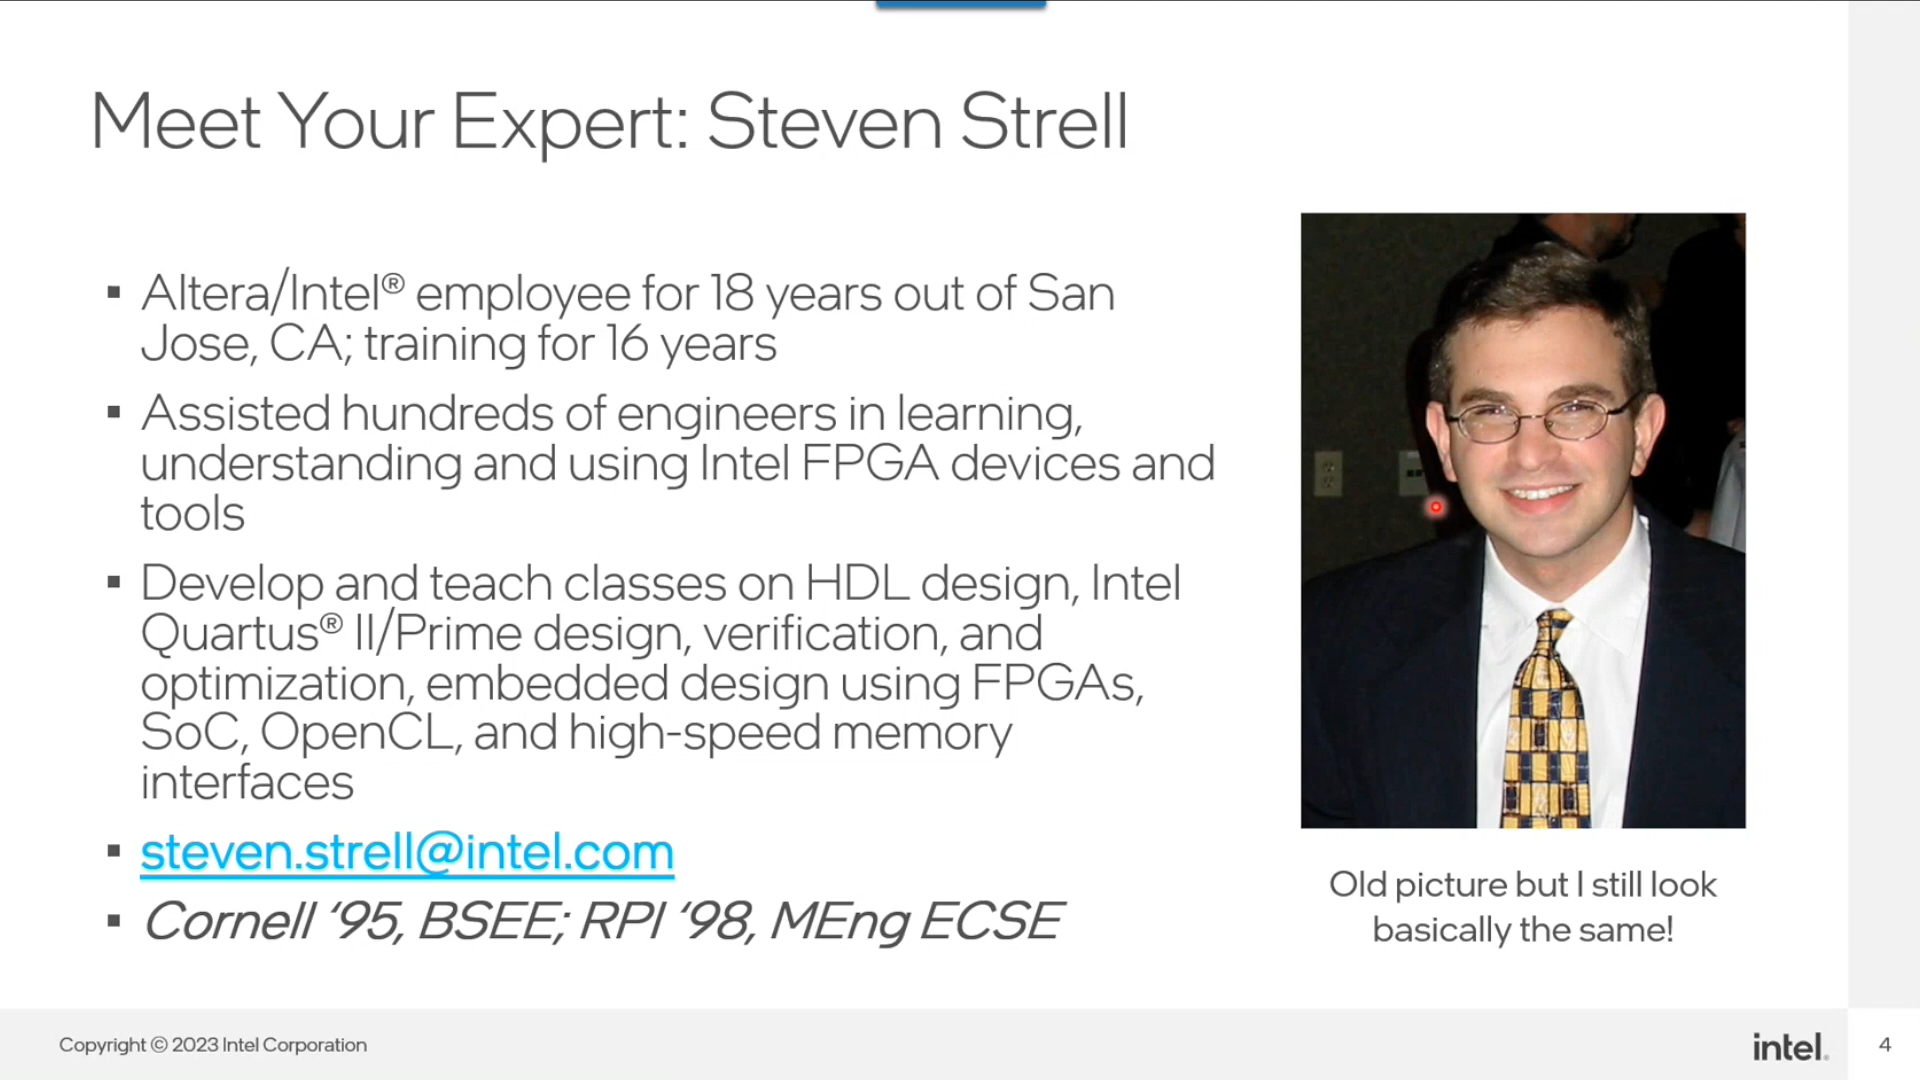 Meet Your Expert: Steven Strell
▪ Altera/Intel® employee for 18 years out of San
Jose, CA; training for 16 years
▪ Assisted hundreds of engineers in learning,
understanding and using Intel FPGA devices and
tools
▪ Develop and teach classes on HDL design, Intel
Quartus® II/Prime design, verification, and
optimization, embedded design using FPGAs,
SoC, OpenCL, and high-speed memory
interfaces
▪ steven.strell@intel.com
▪ Cornell ‘95, BSEE; RPI ‘98, MEng ECSE
Old picture but I still look
basically the same!
Copyright © 2023 Intel Corporation
intel.
4